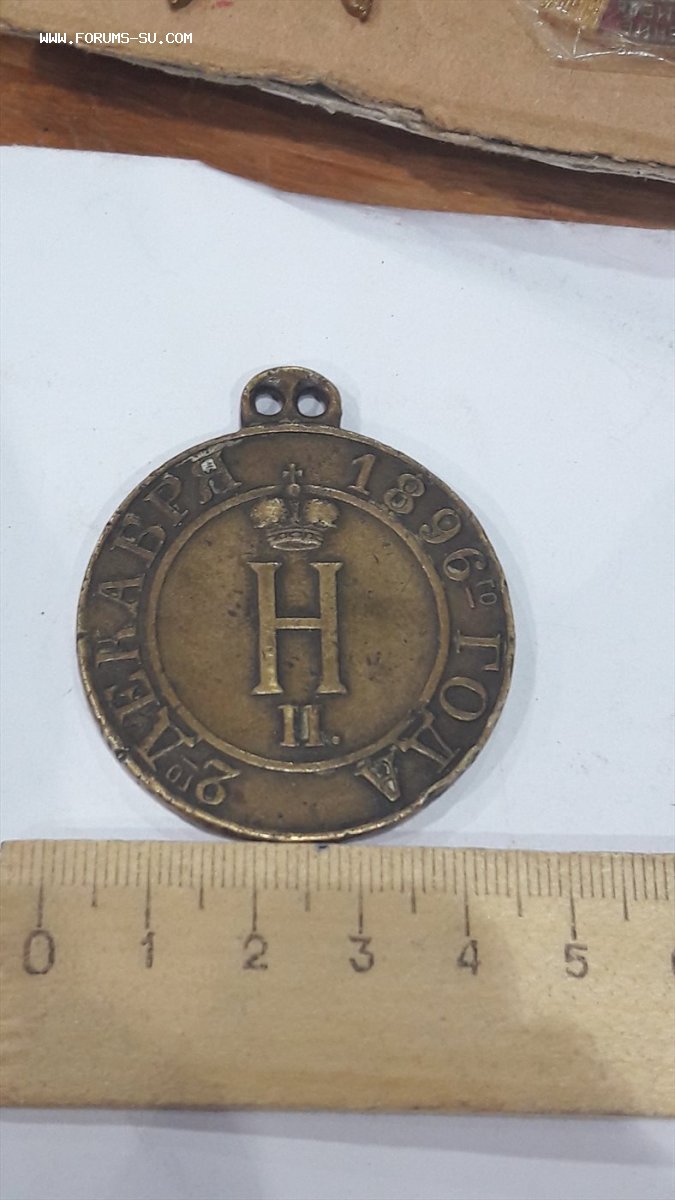 WWW.FORUMS-SU.COM
2го ДЕКАБРЯ 1896го ГОДА
Н
II.
0 1 2 3 4 5